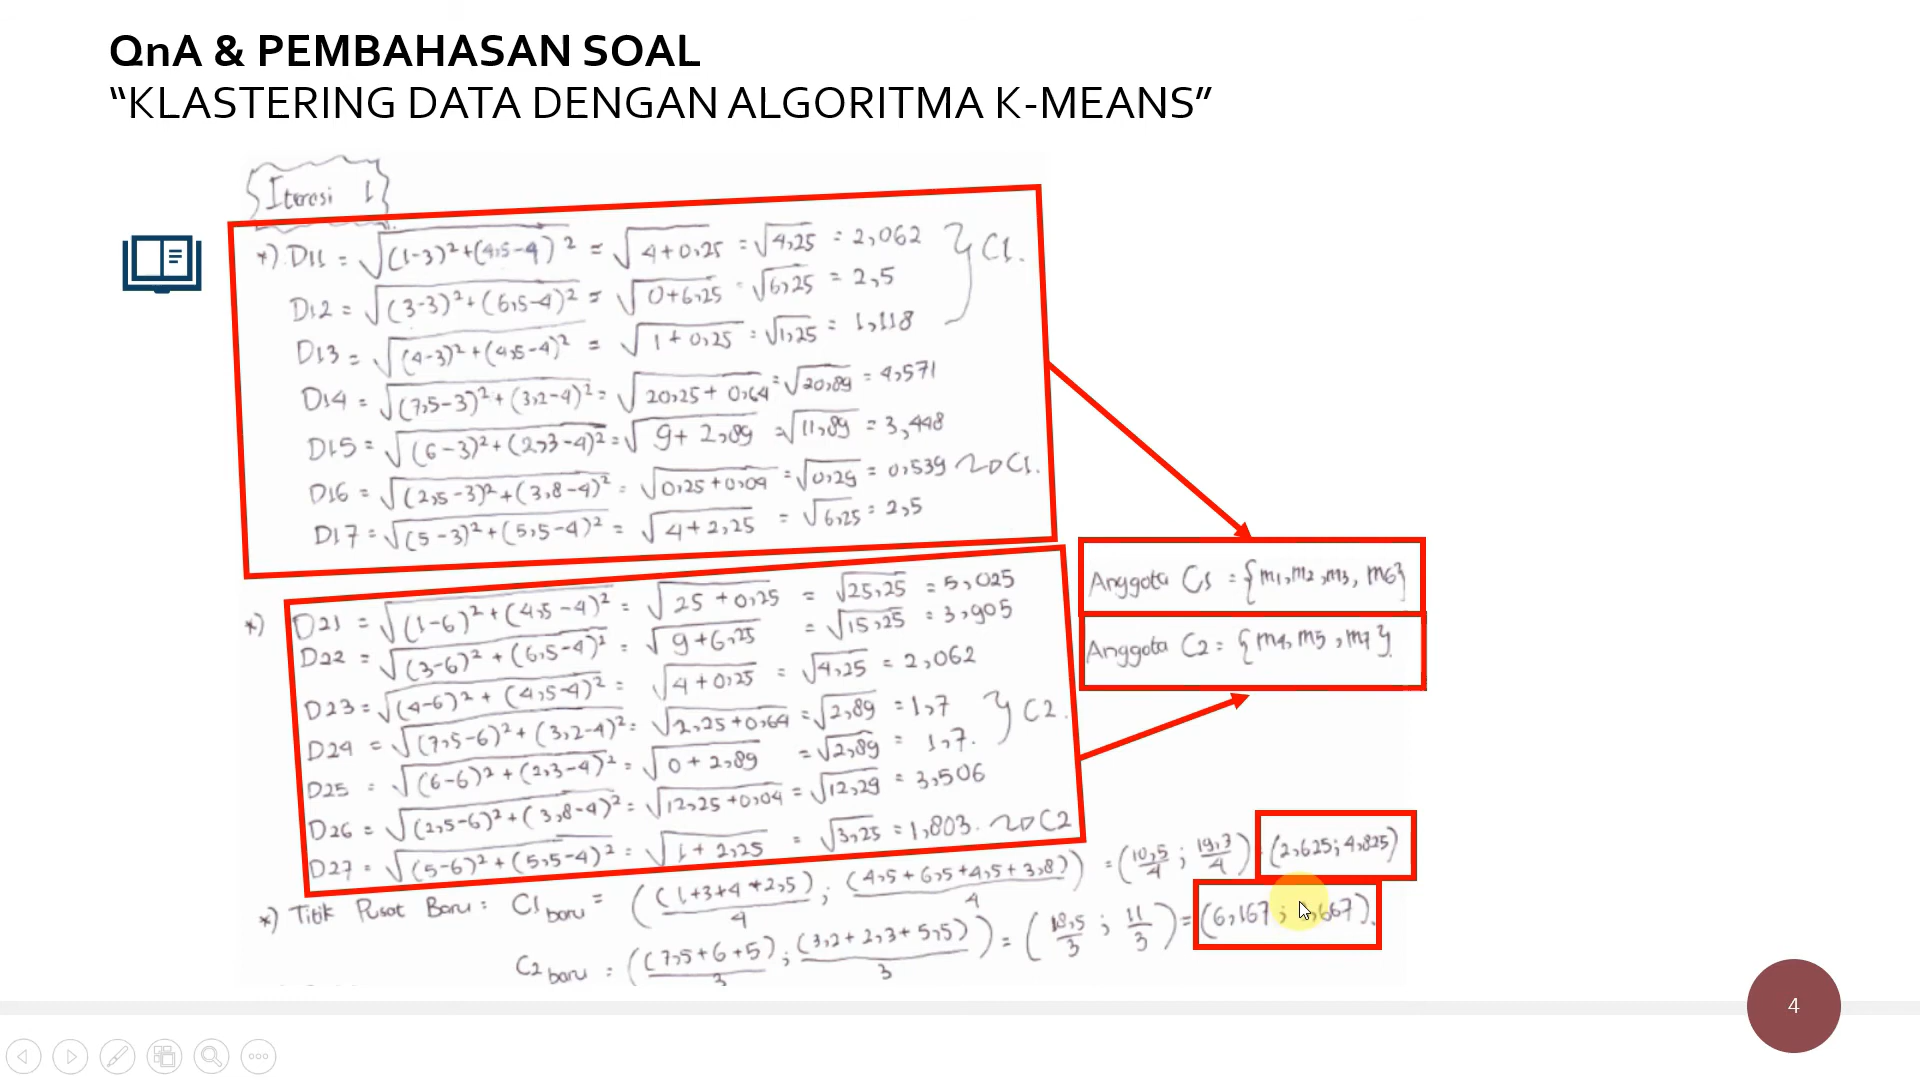 QnA & PEMBAHASAN SOAL
“KLASTERING DATA DENGAN ALGORITMA K-MEANS”
Iterasi 1
*) D11 = √(1-3)²+(4,5-4)² = √4+0,25 = √4,25 = 2,062 } C1.
D12 = √(3-3)²+(6,5-4)² = √0+6,25 = √6,25 = 2,5
D13 = √(4-3)²+(4,5-4)² = √1+0,25 = √1,25 = 1,118
D14 = √(7,5-3)²+(3,2-4)² = √20,25+0,64 = √20,89 = 4,571
D15 = √(6-3)²+(2,3-4)² = √9+2,89 = √11,89 = 3,448
D16 = √(2,5-3)²+(3,8-4)² = √0,25+0,04 = √0,29 = 0,539 ~> C1.
D17 = √(5-3)²+(5,5-4)² = √4+2,25 = √6,25 = 2,5
*) D21 = √(1-6)²+(4,5-4)² = √25+0,25 = √25,25 = 5,025
D22 = √(3-6)²+(6,5-4)² = √9+6,25 = √15,25 = 3,905
D23 = √(4-6)²+(4,5-4)² = √4+0,25 = √4,25 = 2,062
D24 = √(7,5-6)²+(3,2-4)² = √2,25+0,64 = √2,89 = 1,7 } C2.
D25 = √(6-6)²+(2,3-4)² = √0+2,89 = √2,89 = 1,7.
D26 = √(2,5-6)²+(3,8-4)² = √12,25+0,04 = √12,29 = 3,506
D27 = √(5-6)²+(5,5-4)² = √1+2,25 = √3,25 = 1,803. ~> C2
Anggota C1 = {m1,m2,m3, m6}
Anggota C2 = {m4,m5,m7}.
*) Titik Pusat Baru : C1 baru = ((1+3+4+2,5)/4 ; (4,5+6,5+4,5+3,8)/4) = (10,5/4 ; 19,3/4) (2,625; 4,825)
C2 baru = ((7,5+6+5)/3 ; (3,2+2,3+5,5)/3) = (18,5/3 ; 11/3) = (6,167 ; ,667).
4